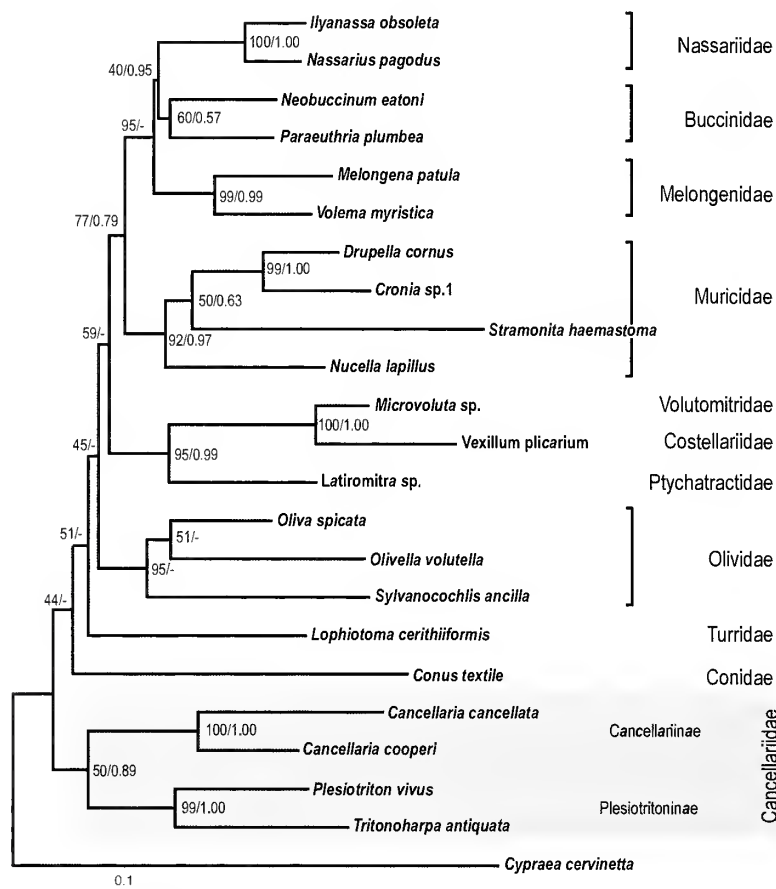 Ilyanassa obsoleta
100/1.00
Nassarius pagodus
Nassariidae
40/0.95
Neobuccinum eatoni
60/0.57
Paraeuthria plumbea
Buccinidae
95/-
Melongena patula
99/0.99
Volema myristica
Melongenidae
77/0.79
Drupella cornus
99/1.00
Cronia sp.1
50/0.63
Stramonita haemastoma
92/0.97
Nucella lapillus
Muricidae
59/-
Microvoluta sp.
Volutomitridae
100/1.00
Vexillum plicarium
Costellariidae
95/0.99
Latiromitra sp.
Ptychatractidae
45/-
Oliva spicata
51/-
Olivella volutella
95/-
Sylvanocochlis ancilla
Olividae
51/-
Lophiotoma cerithiiformis
Turridae
44/-
Conus textile
Conidae
Cancellaria cancellata
100/1.00
Cancellariinae
Cancellaria cooperi
50/0.89
Plesiotriton vivus
99/1.00
Plesiotritoninae
Tritonoharpa antiquata
Cancellariidae
Cypraea cervinetta
0.1